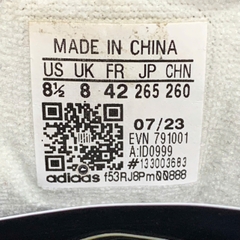 MADE IN CHINA
US UK FR JP CHN
8½ 8 42 265 260
07/23
EVN 791001
A:ID0999
#133003683
adidas f53RJ8Pm00888